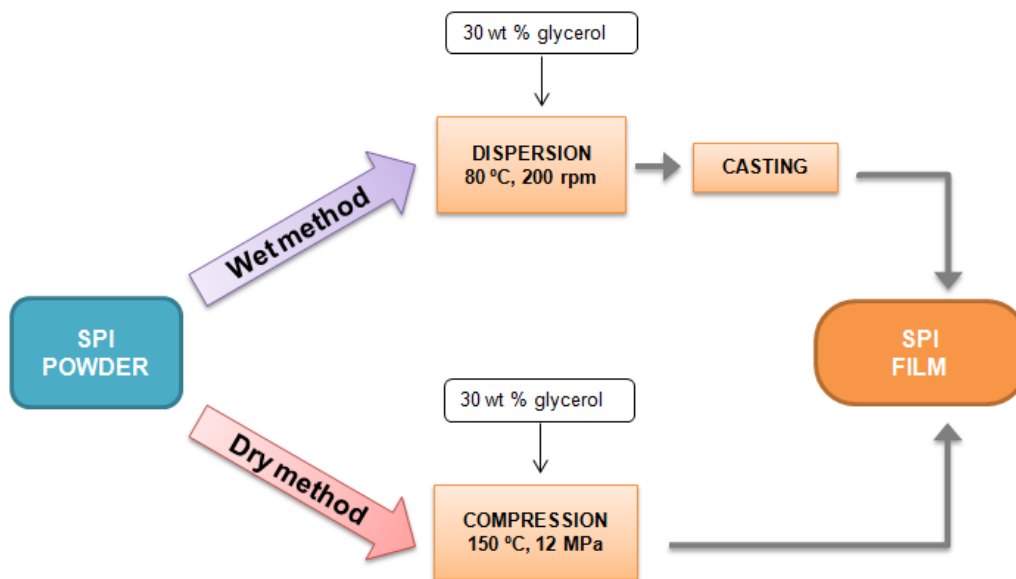 30 wt % glycerol
DISPERSION
80 ºC, 200 rpm
CASTING
Wet method
SPI
POWDER
SPI
FILM
Dry method
30 wt % glycerol
COMPRESSION
150 ºC, 12 MPa